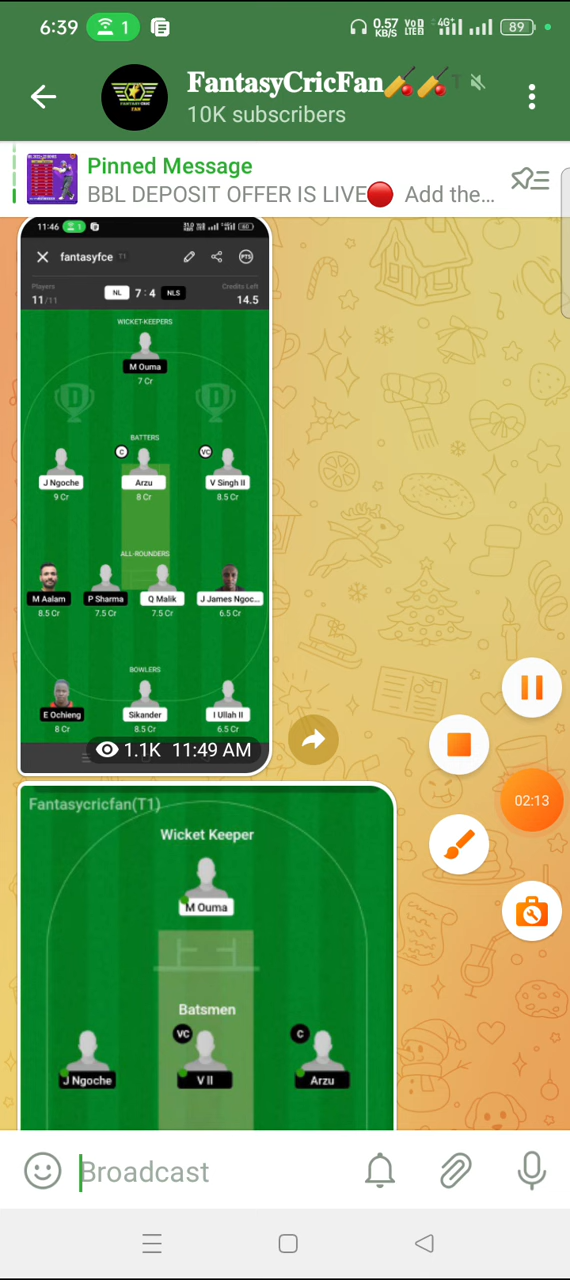 6:39 1 0.57 KB/S Vo D LTE 2 4G+ 89
FantasyCricFan🏏🏏T
10K subscribers
Pinned Message
BBL DEPOSIT OFFER IS LIVE🔴 Add the...
11:46 1
fantasyfce T1 PTS
Players Credits Left
11/11 NL 7 : 4 NLS 14.5
WICKET-KEEPERS
M Ouma
7 Cr
BATTERS
C VC
J Ngoche Arzu V Singh II
9 Cr 8 Cr 8.5 Cr
ALL-ROUNDERS
M Aalam P Sharma Q Malik J James Ngoc...
8.5 Cr 7.5 Cr 7.5 Cr 6.5 Cr
BOWLERS
E Ochieng Sikander I Ullah II
8 Cr 8.5 Cr 6.5 Cr
1.1K 11:49 AM
02:13
Fantasycricfan(T1)
Wicket Keeper
M Ouma
Batsmen
VC C
J Ngoche V II Arzu
Broadcast